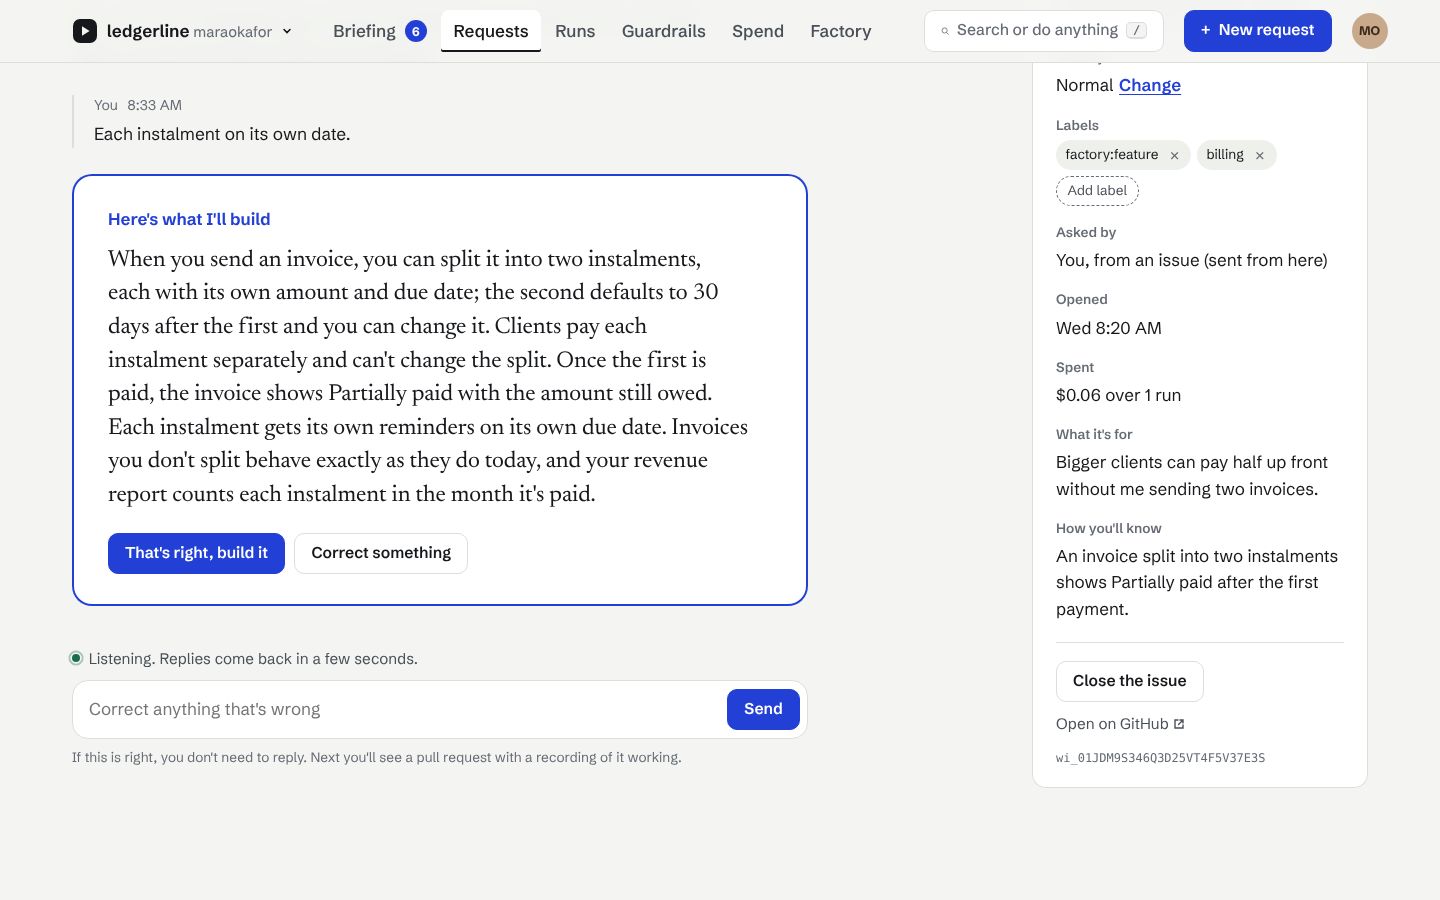 ledgerline maraokafor
Briefing 6
Requests
Runs
Guardrails
Spend
Factory
Search or do anything /
+ New request
MO
You 8:33 AM
Each instalment on its own date.
Here's what I'll build
When you send an invoice, you can split it into two instalments,
each with its own amount and due date; the second defaults to 30
days after the first and you can change it. Clients pay each
instalment separately and can't change the split. Once the first is
paid, the invoice shows Partially paid with the amount still owed.
Each instalment gets its own reminders on its own due date. Invoices
you don't split behave exactly as they do today, and your revenue
report counts each instalment in the month it's paid.
That's right, build it
Correct something
Listening. Replies come back in a few seconds.
Correct anything that's wrong
Send
If this is right, you don't need to reply. Next you'll see a pull request with a recording of it working.
Normal Change
Labels
factory:feature ×
billing ×
Add label
Asked by
You, from an issue (sent from here)
Opened
Wed 8:20 AM
Spent
$0.06 over 1 run
What it's for
Bigger clients can pay half up front
without me sending two invoices.
How you'll know
An invoice split into two instalments
shows Partially paid after the first
payment.
Close the issue
Open on GitHub
wi_01JDM9S346Q3D25VT4F5V37E3S